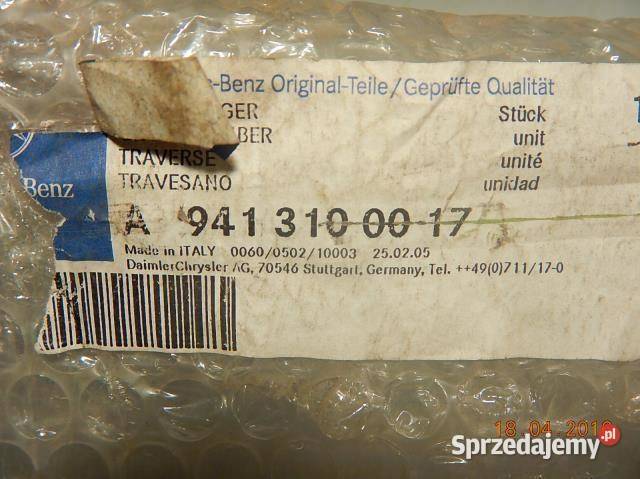 -Benz Original-Teile/Geprüfte Qualität
GER Stück
BER unit
TRAVERSE unité
TRAVESANO unidad
Benz
A 941 310 00 17
Made in ITALY 0060/0502/10003 25.02.05
DaimlerChrysler AG, 70546 Stuttgart, Germany, Tel. ++49(0)711/17-0
18.04.
Sprzedajemy.pl